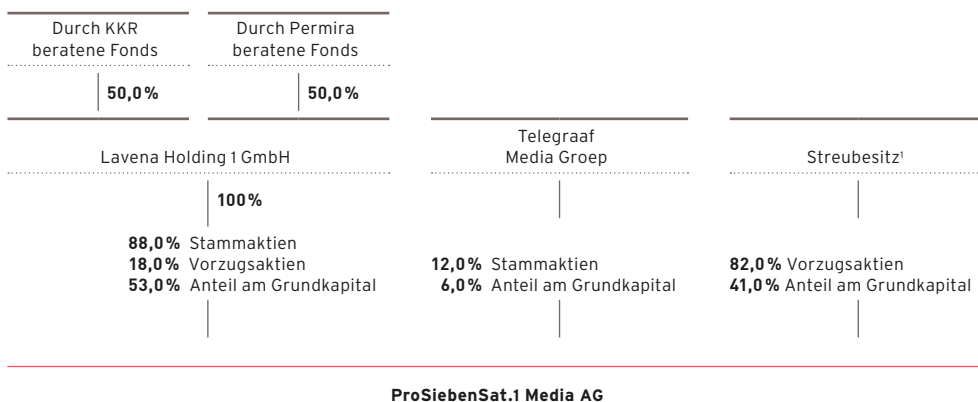 Durch KKR
beratene Fonds
Durch Permira
beratene Fonds
50,0%
50,0%
Lavena Holding 1 GmbH
Telegraaf
Media Groep
Streubesitz¹
100%
88,0% Stammaktien
18,0% Vorzugsaktien
53,0% Anteil am Grundkapital
12,0% Stammaktien
6,0% Anteil am Grundkapital
82,0% Vorzugsaktien
41,0% Anteil am Grundkapital
ProSiebenSat.1 Media AG